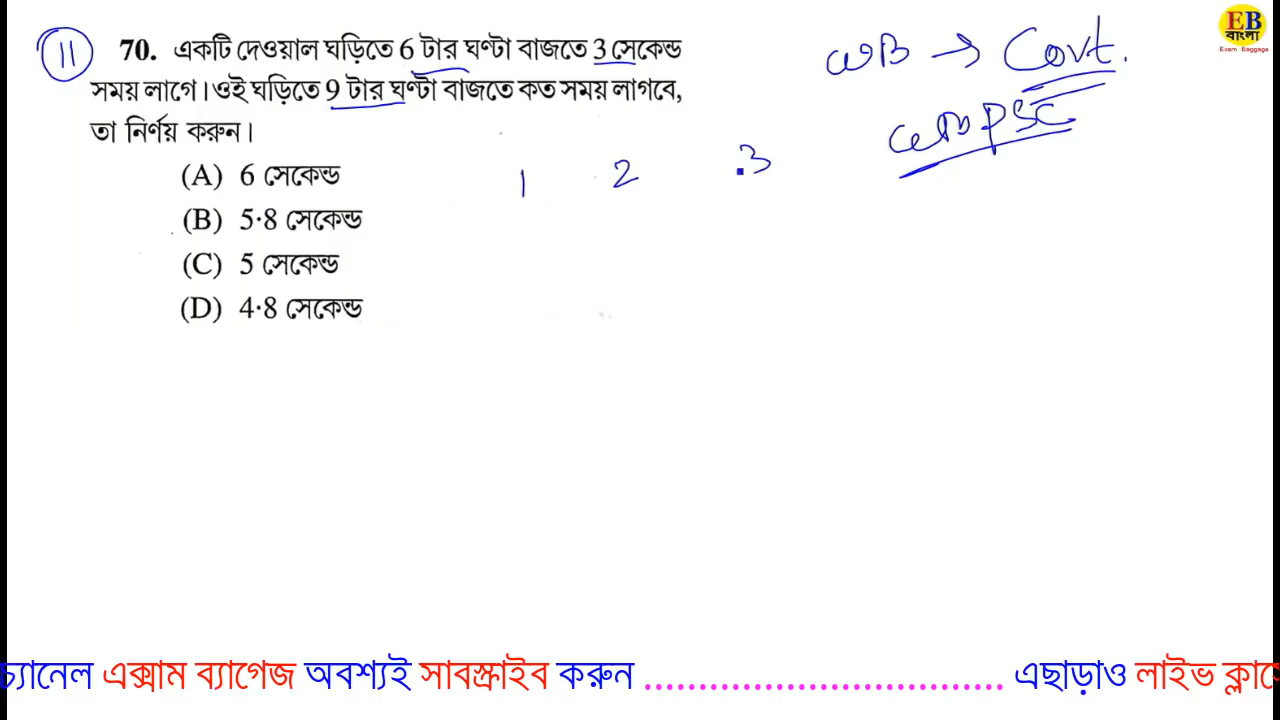 11
70. একটি দেওয়াল ঘড়িতে 6 টার ঘণ্টা বাজতে 3 সেকেন্ড
সময় লাগে। ওই ঘড়িতে 9 টার ঘণ্টা বাজতে কত সময় লাগবে,
তা নির্ণয় করুন।
(A) 6 সেকেন্ড
(B) 5·8 সেকেন্ড
(C) 5 সেকেন্ড
(D) 4·8 সেকেন্ড
1 2 .3
WB → Govt.
WBPSC
EB
বাংলা
Exam Baggage
চ্যানেল এক্সাম ব্যাগেজ অবশ্যই সাবস্ক্রাইব করুন ................................. এছাড়াও লাইভ ক্লাসে